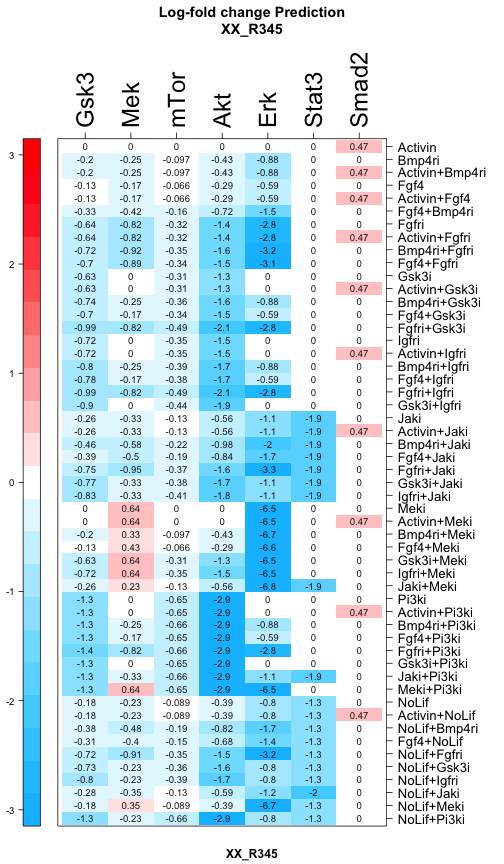 Log-fold change Prediction
XX_R345
Gsk3 Mek mTor Akt Erk Stat3 Smad2
3
2
1
0
-1
-2
-3
0 0 0 0 0 0 0.47 Activin
-0.2 -0.25 -0.097 -0.43 -0.88 0 0 Bmp4ri
-0.2 -0.25 -0.097 -0.43 -0.88 0 0.47 Activin+Bmp4ri
-0.13 -0.17 -0.066 -0.29 -0.59 0 0 Fgf4
-0.13 -0.17 -0.066 -0.29 -0.59 0 0.47 Activin+Fgf4
-0.33 -0.42 -0.16 -0.72 -1.5 0 0 Fgf4+Bmp4ri
-0.64 -0.82 -0.32 -1.4 -2.8 0 0 Fgfri
-0.64 -0.82 -0.32 -1.4 -2.8 0 0.47 Activin+Fgfri
-0.72 -0.92 -0.35 -1.6 -3.2 0 0 Bmp4ri+Fgfri
-0.7 -0.89 -0.34 -1.5 -3.1 0 0 Fgf4+Fgfri
-0.63 0 -0.31 -1.3 0 0 0 Gsk3i
-0.63 0 -0.31 -1.3 0 0 0.47 Activin+Gsk3i
-0.74 -0.25 -0.36 -1.6 -0.88 0 0 Bmp4ri+Gsk3i
-0.7 -0.17 -0.34 -1.5 -0.59 0 0 Fgf4+Gsk3i
-0.99 -0.82 -0.49 -2.1 -2.8 0 0 Fgfri+Gsk3i
-0.72 0 -0.35 -1.5 0 0 0 Igfri
-0.72 0 -0.35 -1.5 0 0 0.47 Activin+Igfri
-0.8 -0.25 -0.39 -1.7 -0.88 0 0 Bmp4ri+Igfri
-0.78 -0.17 -0.38 -1.7 -0.59 0 0 Fgf4+Igfri
-0.99 -0.82 -0.49 -2.1 -2.8 0 0 Fgfri+Igfri
-0.9 0 -0.44 -1.9 0 0 0 Gsk3i+Igfri
-0.26 -0.33 -0.13 -0.56 -1.1 -1.9 0 Jaki
-0.26 -0.33 -0.13 -0.56 -1.1 -1.9 0.47 Activin+Jaki
-0.46 -0.58 -0.22 -0.98 -2 -1.9 0 Bmp4ri+Jaki
-0.39 -0.5 -0.19 -0.84 -1.7 -1.9 0 Fgf4+Jaki
-0.75 -0.95 -0.37 -1.6 -3.3 -1.9 0 Fgfri+Jaki
-0.77 -0.33 -0.38 -1.7 -1.1 -1.9 0 Gsk3i+Jaki
-0.83 -0.33 -0.41 -1.8 -1.1 -1.9 0 Igfri+Jaki
0 0.64 0 0 -6.5 0 0 Meki
0 0.64 0 0 -6.5 0 0.47 Activin+Meki
-0.2 0.33 -0.097 -0.43 -6.7 0 0 Bmp4ri+Meki
-0.13 0.43 -0.066 -0.29 -6.6 0 0 Fgf4+Meki
-0.63 0.64 -0.31 -1.3 -6.5 0 0 Gsk3i+Meki
-0.72 0.64 -0.35 -1.5 -6.5 0 0 Igfri+Meki
-0.26 0.23 -0.13 -0.56 -6.8 -1.9 0 Jaki+Meki
-1.3 0 -0.65 -2.9 0 0 0 Pi3ki
-1.3 0 -0.65 -2.9 0 0 0.47 Activin+Pi3ki
-1.3 -0.25 -0.66 -2.9 -0.88 0 0 Bmp4ri+Pi3ki
-1.3 -0.17 -0.65 -2.9 -0.59 0 0 Fgf4+Pi3ki
-1.4 -0.82 -0.66 -2.9 -2.8 0 0 Fgfri+Pi3ki
-1.3 0 -0.65 -2.9 0 0 0 Gsk3i+Pi3ki
-1.3 -0.33 -0.66 -2.9 -1.1 -1.9 0 Jaki+Pi3ki
-1.3 0.64 -0.65 -2.9 -6.5 0 0 Meki+Pi3ki
-0.18 -0.23 -0.089 -0.39 -0.8 -1.3 0 NoLif
-0.18 -0.23 -0.089 -0.39 -0.8 -1.3 0.47 Activin+NoLif
-0.38 -0.48 -0.19 -0.82 -1.7 -1.3 0 NoLif+Bmp4ri
-0.31 -0.4 -0.15 -0.68 -1.4 -1.3 0 Fgf4+NoLif
-0.72 -0.91 -0.35 -1.5 -3.2 -1.3 0 NoLif+Fgfri
-0.73 -0.23 -0.36 -1.6 -0.8 -1.3 0 NoLif+Gsk3i
-0.8 -0.23 -0.39 -1.7 -0.8 -1.3 0 NoLif+Igfri
-0.28 -0.35 -0.13 -0.59 -1.2 -2 0 NoLif+Jaki
-0.18 0.35 -0.089 -0.39 -6.7 -1.3 0 NoLif+Meki
-1.3 -0.23 -0.66 -2.9 -0.8 -1.3 0 NoLif+Pi3ki
XX_R345